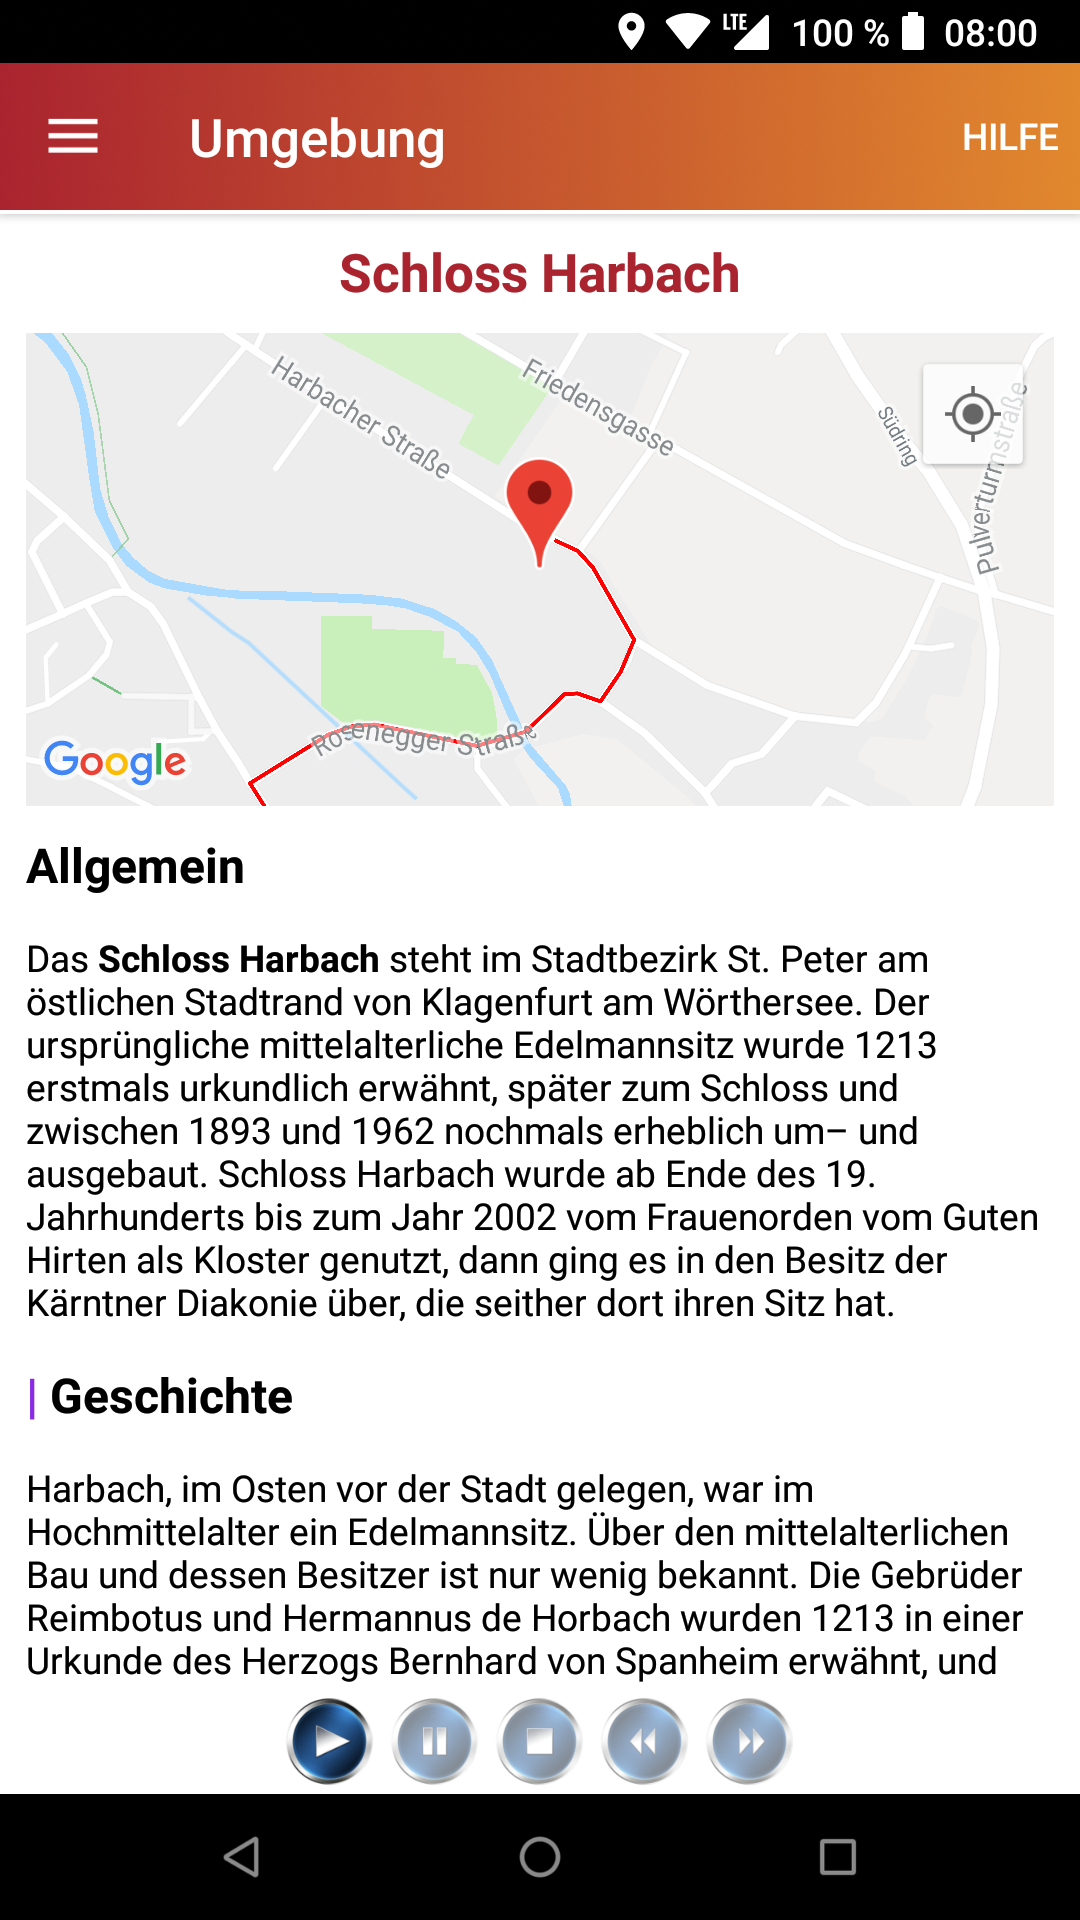 LTE 100 % 08:00
Umgebung
HILFE
Schloss Harbach
Harbacher Straße
Friedensgasse
Südring
Pulverturmstraße
Rosenegger Straße
Google
Allgemein
Das Schloss Harbach steht im Stadtbezirk St. Peter am
östlichen Stadtrand von Klagenfurt am Wörthersee. Der
ursprüngliche mittelalterliche Edelmannsitz wurde 1213
erstmals urkundlich erwähnt, später zum Schloss und
zwischen 1893 und 1962 nochmals erheblich um– und
ausgebaut. Schloss Harbach wurde ab Ende des 19.
Jahrhunderts bis zum Jahr 2002 vom Frauenorden vom Guten
Hirten als Kloster genutzt, dann ging es in den Besitz der
Kärntner Diakonie über, die seither dort ihren Sitz hat.
| Geschichte
Harbach, im Osten vor der Stadt gelegen, war im
Hochmittelalter ein Edelmannsitz. Über den mittelalterlichen
Bau und dessen Besitzer ist nur wenig bekannt. Die Gebrüder
Reimbotus und Hermannus de Horbach wurden 1213 in einer
Urkunde des Herzogs Bernhard von Spanheim erwähnt, und